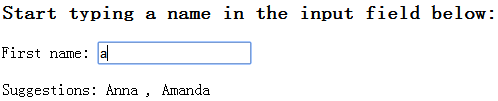 Start typing a name in the input field below:
First name: a
Suggestions: Anna , Amanda